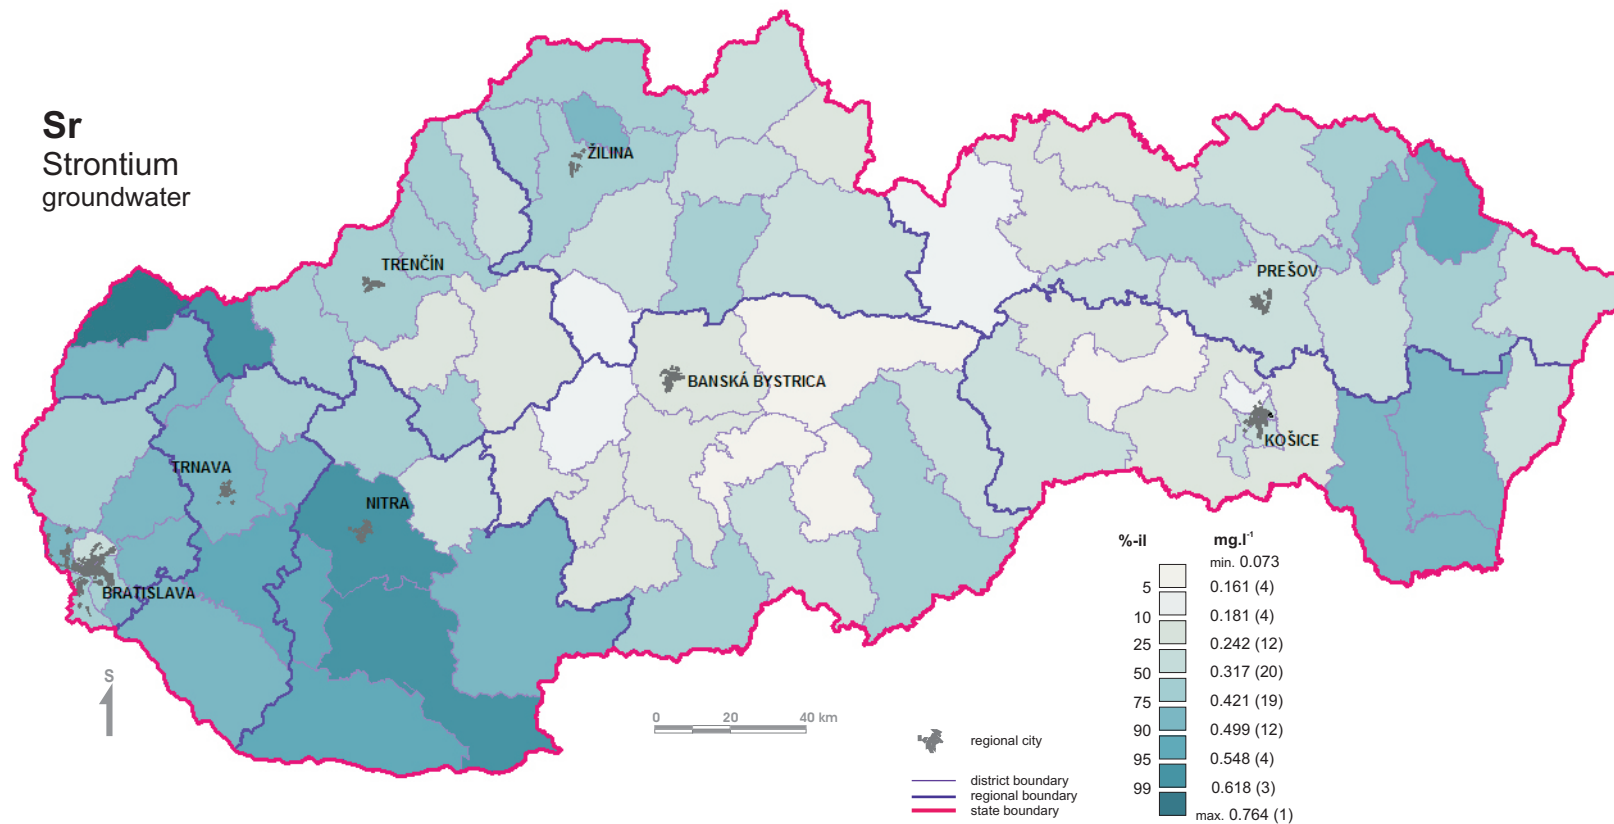 Sr
Strontium
groundwater
ŽILINA
TRENČÍN
PREŠOV
BANSKÁ BYSTRICA
KOŠICE
TRNAVA
NITRA
BRATISLAVA
S
0 20 40 km
regional city
district boundary
regional boundary
state boundary
%-il mg.l⁻¹
min. 0.073
5 0.161 (4)
10 0.181 (4)
25 0.242 (12)
50 0.317 (20)
75 0.421 (19)
90 0.499 (12)
95 0.548 (4)
99 0.618 (3)
max. 0.764 (1)